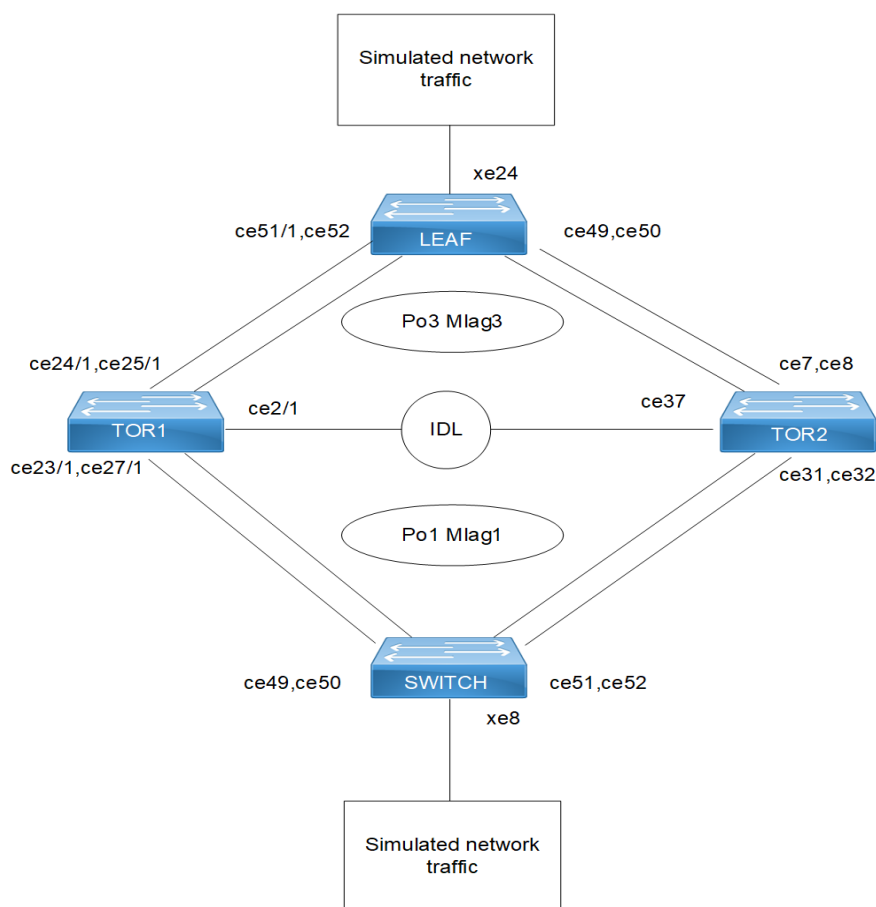 Simulated network
traffic
xe24
ce51/1,ce52
ce49,ce50
LEAF
Po3 Mlag3
ce24/1,ce25/1
ce7,ce8
ce2/1
ce37
TOR1
IDL
TOR2
ce23/1,ce27/1
ce31,ce32
Po1 Mlag1
ce49,ce50
SWITCH
ce51,ce52
xe8
Simulated network
traffic